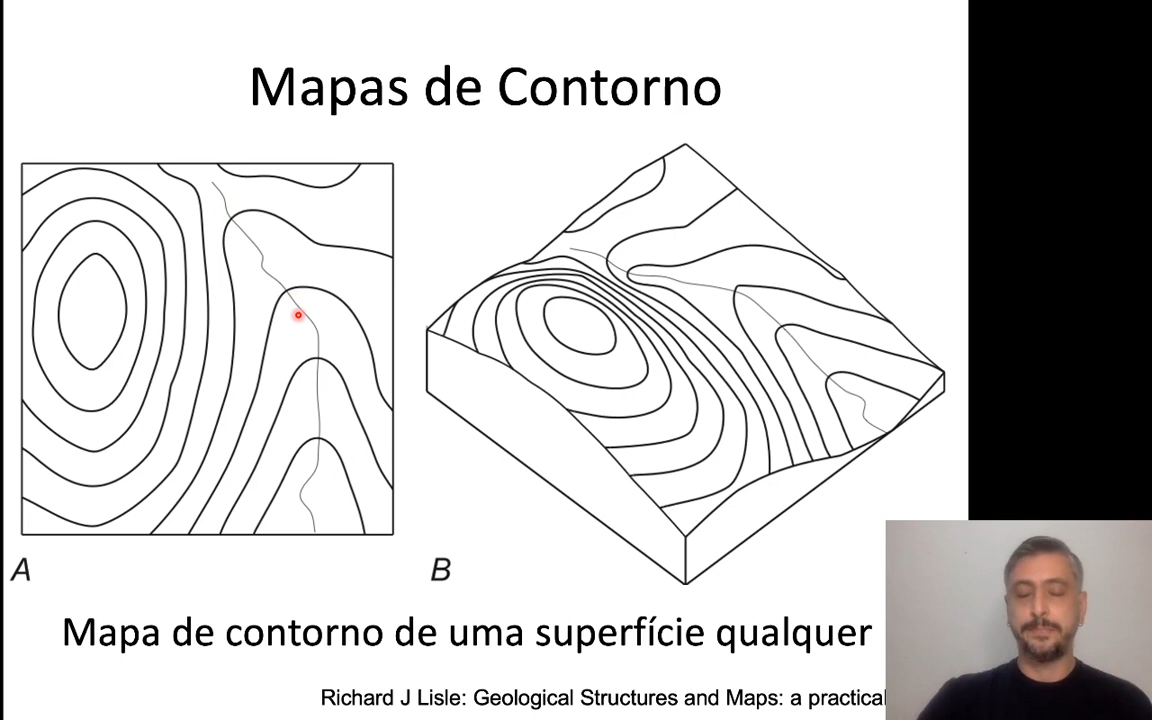 Mapas de Contorno
A
B
Mapa de contorno de uma superfície qualquer
Richard J Lisle: Geological Structures and Maps: a practical